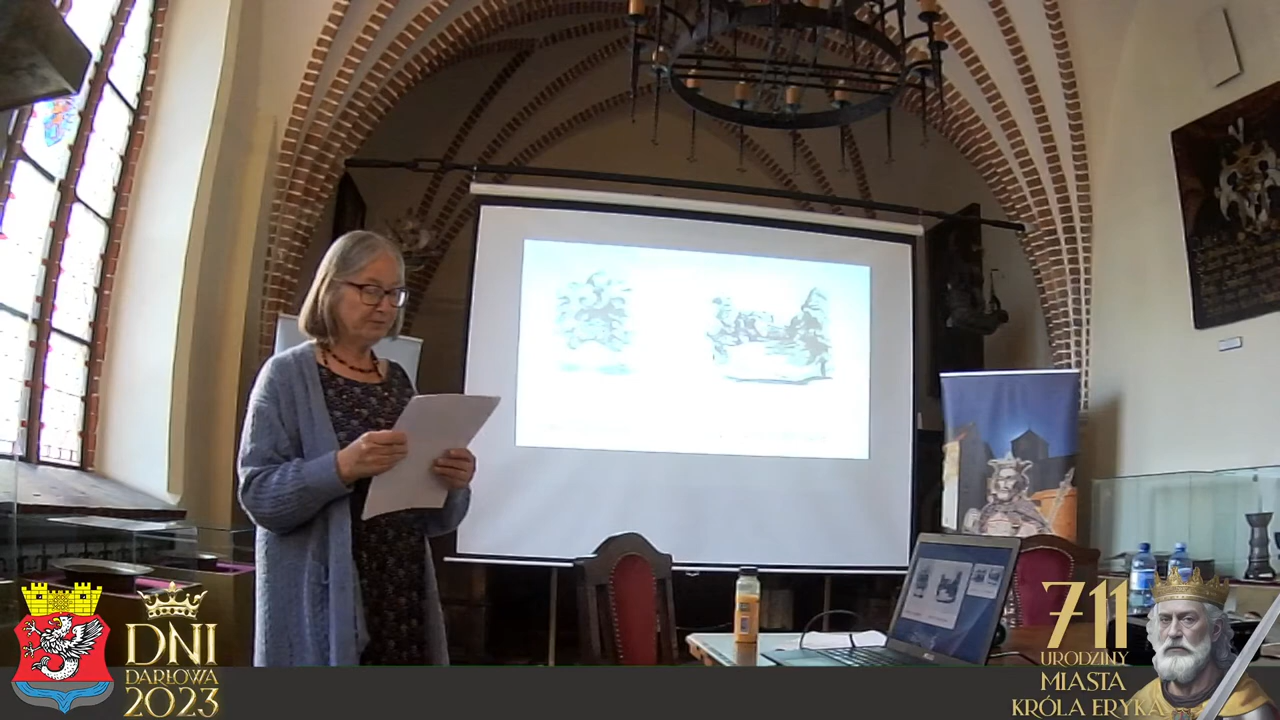 DNI
DARŁOWA
2023
711
URODZINY
MIASTA
KRÓLA ERYKA